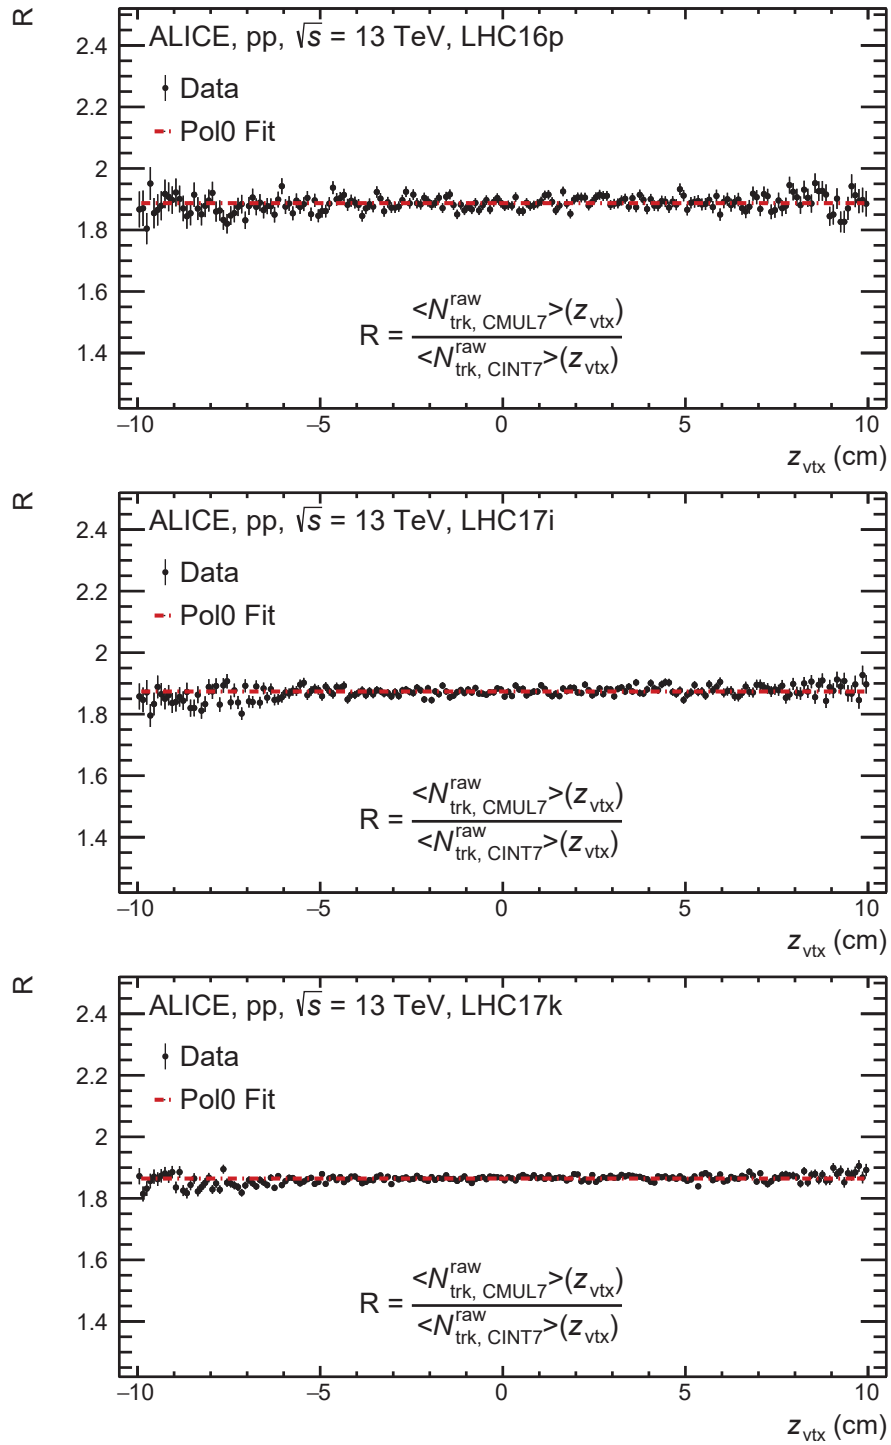 R
ALICE, pp, √s = 13 TeV, LHC16p
Data
Pol0 Fit
2.4
2.2
2
1.8
1.6
1.4
R = <N^raw_trk, CMUL7>(z_vtx) / <N^raw_trk, CINT7>(z_vtx)
−10 −5 0 5 10
z_vtx (cm)
R
ALICE, pp, √s = 13 TeV, LHC17i
Data
Pol0 Fit
2.4
2.2
2
1.8
1.6
1.4
R = <N^raw_trk, CMUL7>(z_vtx) / <N^raw_trk, CINT7>(z_vtx)
−10 −5 0 5 10
z_vtx (cm)
R
ALICE, pp, √s = 13 TeV, LHC17k
Data
Pol0 Fit
2.4
2.2
2
1.8
1.6
1.4
R = <N^raw_trk, CMUL7>(z_vtx) / <N^raw_trk, CINT7>(z_vtx)
−10 −5 0 5 10
z_vtx (cm)